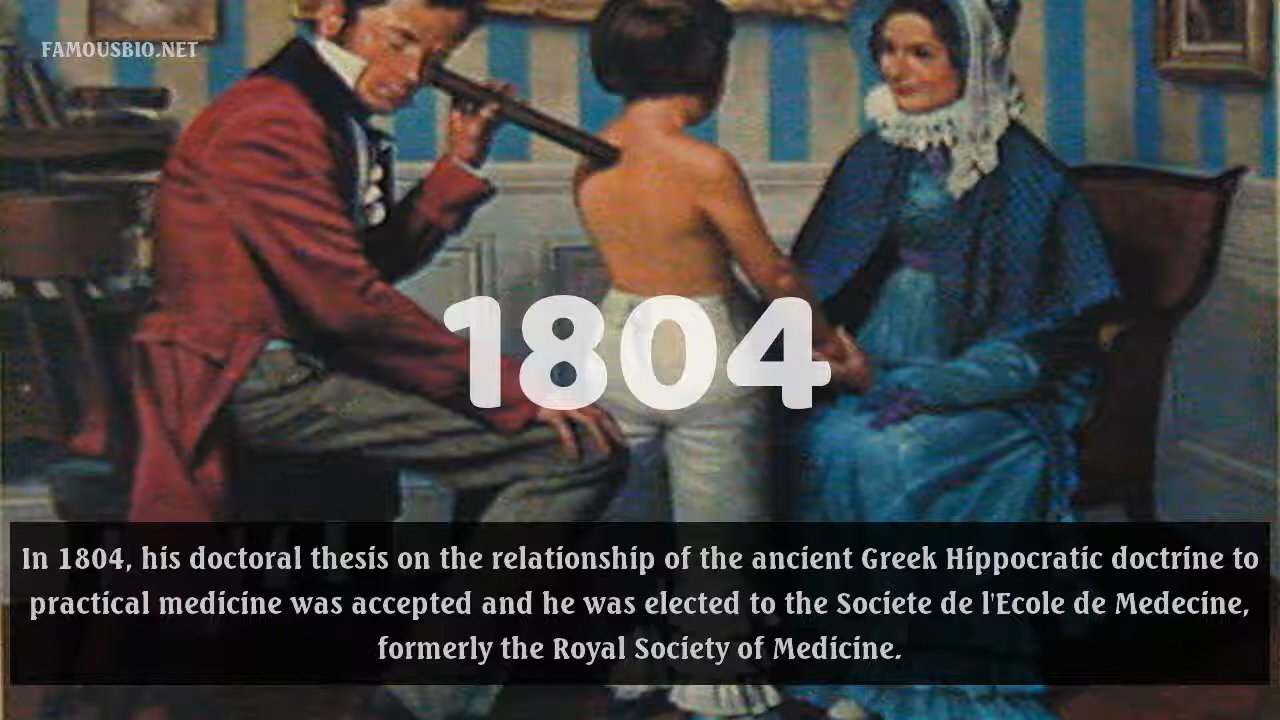 FAMOUSBIO.NET
1804
In 1804, his doctoral thesis on the relationship of the ancient Greek Hippocratic doctrine to
practical medicine was accepted and he was elected to the Societe de l'Ecole de Medecine,
formerly the Royal Society of Medicine.